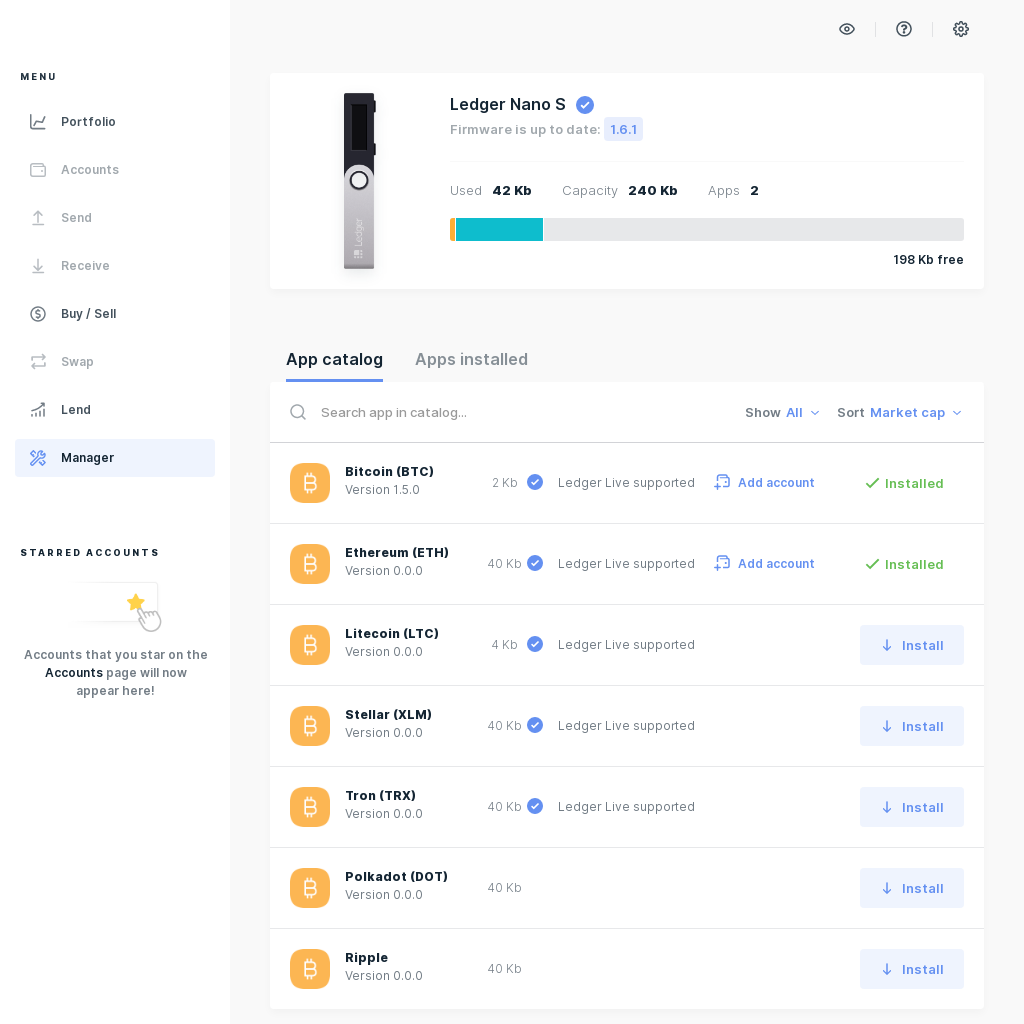 MENU
Portfolio
Accounts
Send
Receive
Buy / Sell
Swap
Lend
Manager
STARRED ACCOUNTS
Accounts that you star on the
Accounts page will now
appear here!
Ledger
Ledger Nano S
Firmware is up to date: 1.6.1
Used 42 Kb Capacity 240 Kb Apps 2
198 Kb free
App catalog Apps installed
Search app in catalog... Show All Sort Market cap
Bitcoin (BTC)
Version 1.5.0
2 Kb Ledger Live supported Add account Installed
Ethereum (ETH)
Version 0.0.0
40 Kb Ledger Live supported Add account Installed
Litecoin (LTC)
Version 0.0.0
4 Kb Ledger Live supported Install
Stellar (XLM)
Version 0.0.0
40 Kb Ledger Live supported Install
Tron (TRX)
Version 0.0.0
40 Kb Ledger Live supported Install
Polkadot (DOT)
Version 0.0.0
40 Kb Install
Ripple
Version 0.0.0
40 Kb Install